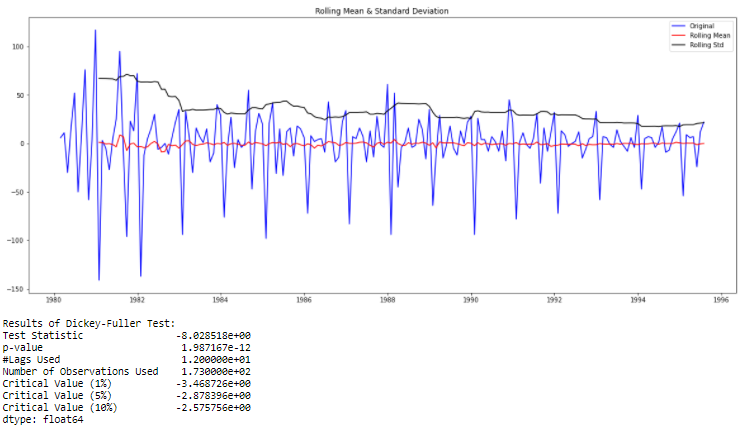 Rolling Mean & Standard Deviation
Original
Rolling Mean
Rolling Std
100
50
0
−50
−100
−150
1980 1982 1984 1986 1988 1990 1992 1994 1996
Results of Dickey-Fuller Test:
Test Statistic -8.028518e+00
p-value 1.987167e-12
#Lags Used 1.200000e+01
Number of Observations Used 1.730000e+02
Critical Value (1%) -3.468726e+00
Critical Value (5%) -2.878396e+00
Critical Value (10%) -2.575756e+00
dtype: float64